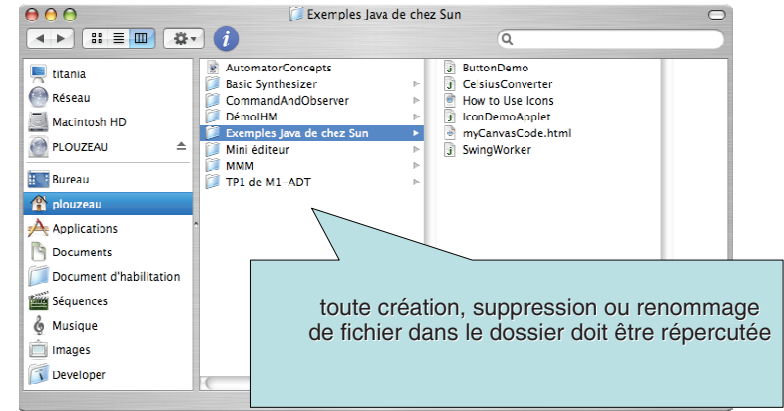 Exemples Java de chez Sun
titania
Réseau
Macintosh HD
PLOUZEAU
Bureau
plouzeau
Applications
Documents
Document d'habilitation
Séquences
Musique
Images
Developer
AutomatorConcepts
Basic Synthesizer
CommandAndObserver
DémoIHM
Exemples Java de chez Sun
Mini éditeur
MMM
TP1 de M1-ADT
ButtonDemo
CelsiusConverter
How to Use Icons
IconDemoApplet
myCanvasCode.html
SwingWorker
toute création, suppression ou renommage
de fichier dans le dossier doit être répercutée